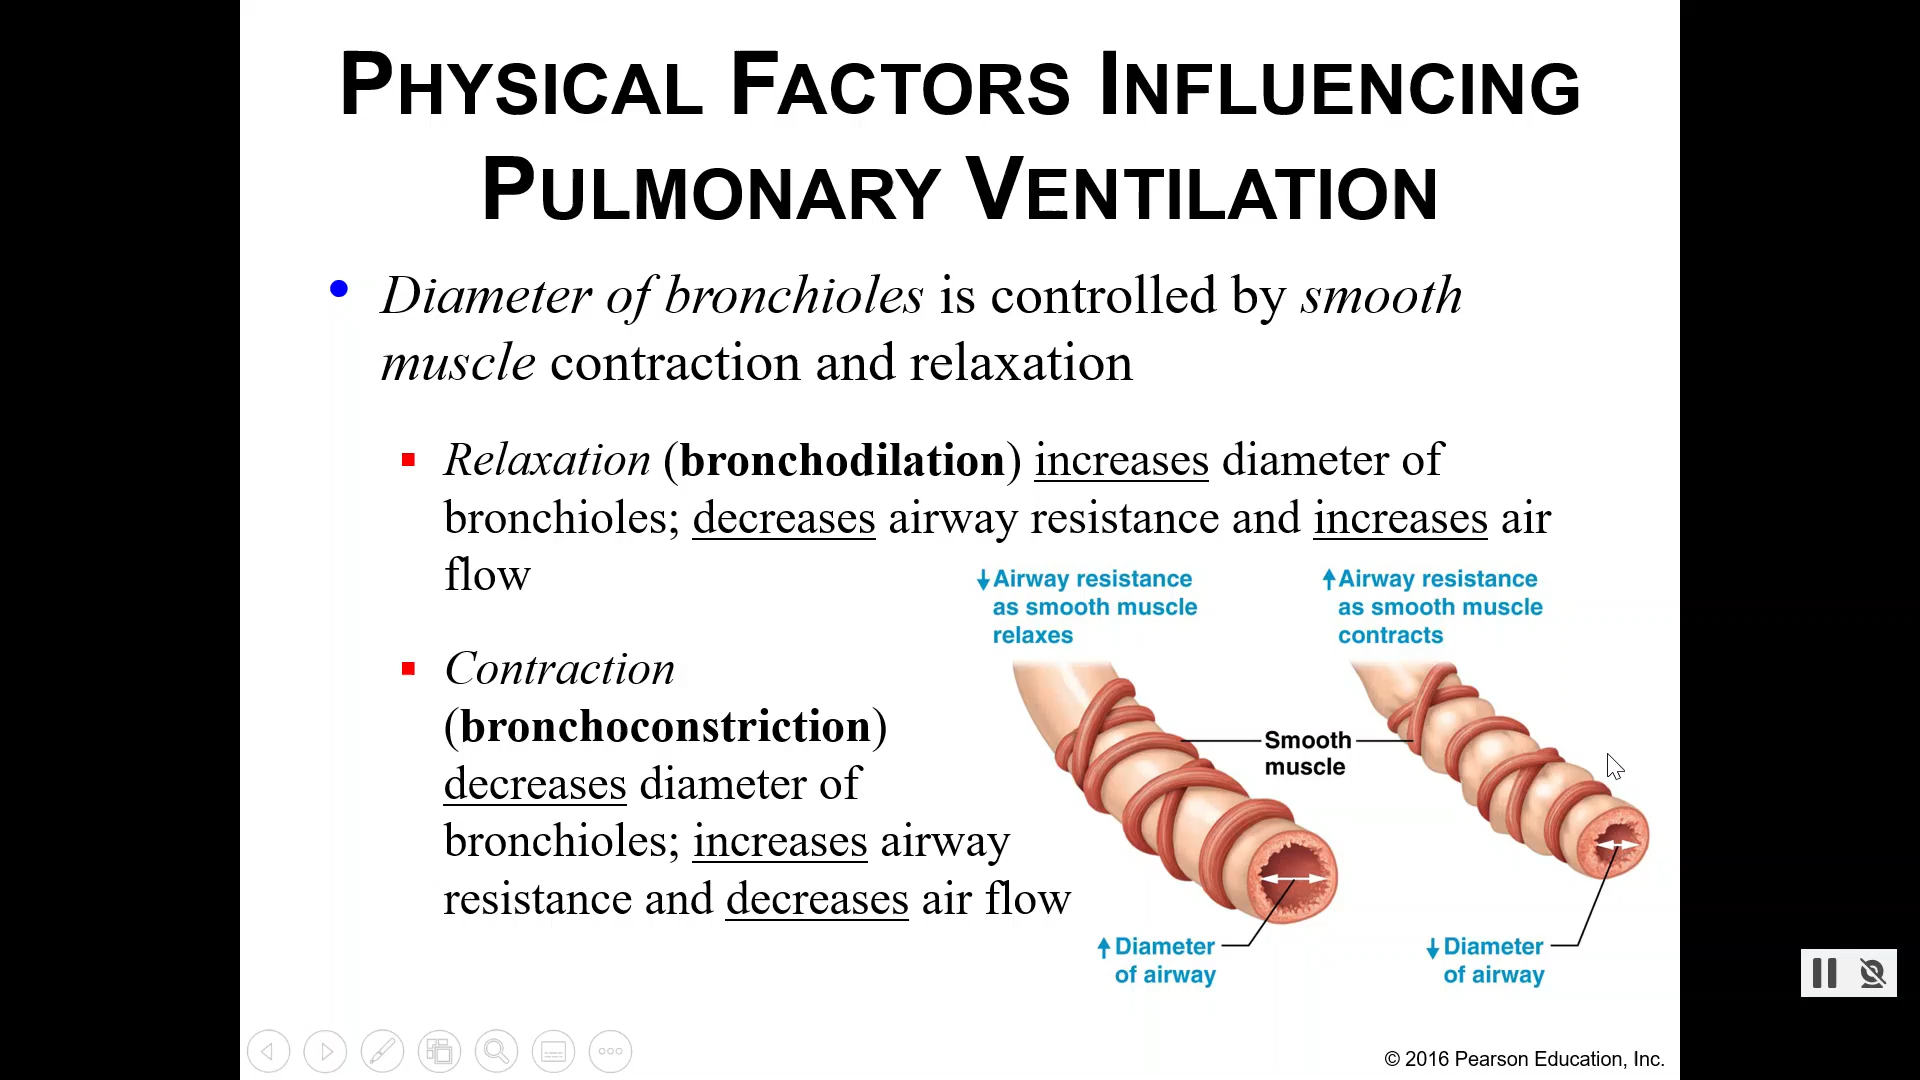 PHYSICAL FACTORS INFLUENCING
PULMONARY VENTILATION
Diameter of bronchioles is controlled by smooth
muscle contraction and relaxation
Relaxation (bronchodilation) increases diameter of
bronchioles; decreases airway resistance and increases air
flow
Contraction
(bronchoconstriction)
decreases diameter of
bronchioles; increases airway
resistance and decreases air flow
↓Airway resistance
as smooth muscle
relaxes
↑Airway resistance
as smooth muscle
contracts
Smooth
muscle
↑Diameter
of airway
↓Diameter
of airway
© 2016 Pearson Education, Inc.